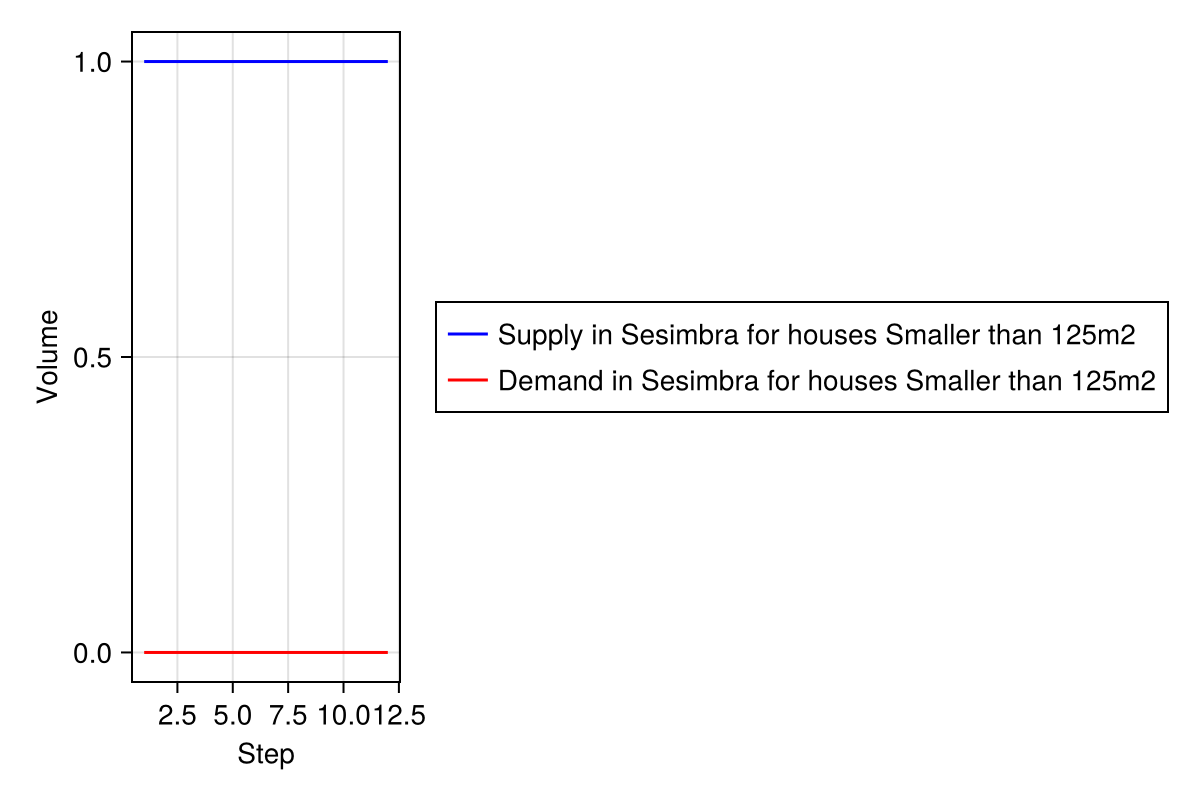 1.0
0.5
0.0
Volume
2.5 5.0 7.5 10.0 12.5
Step
Supply in Sesimbra for houses Smaller than 125m2
Demand in Sesimbra for houses Smaller than 125m2